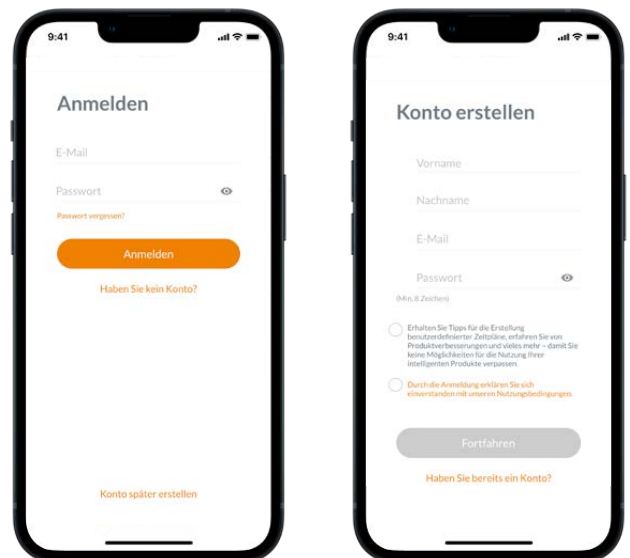 9:41
Anmelden
E-Mail
Passwort
Passwort vergessen?
Anmelden
Haben Sie kein Konto?
Konto später erstellen
9:41
Konto erstellen
Vorname
Nachname
E-Mail
Passwort
(Min. 8 Zeichen)
Erhalten Sie Tipps für die Erstellung
benutzerdefinierter Zeitpläne, erfahren Sie von
Produktverbesserungen und vieles mehr – damit Sie
keine Möglichkeiten für die Nutzung Ihrer
intelligenten Produkte verpassen.
Durch die Anmeldung erklären Sie sich
einverstanden mit unseren Nutzungsbedingungen.
Fortfahren
Haben Sie bereits ein Konto?